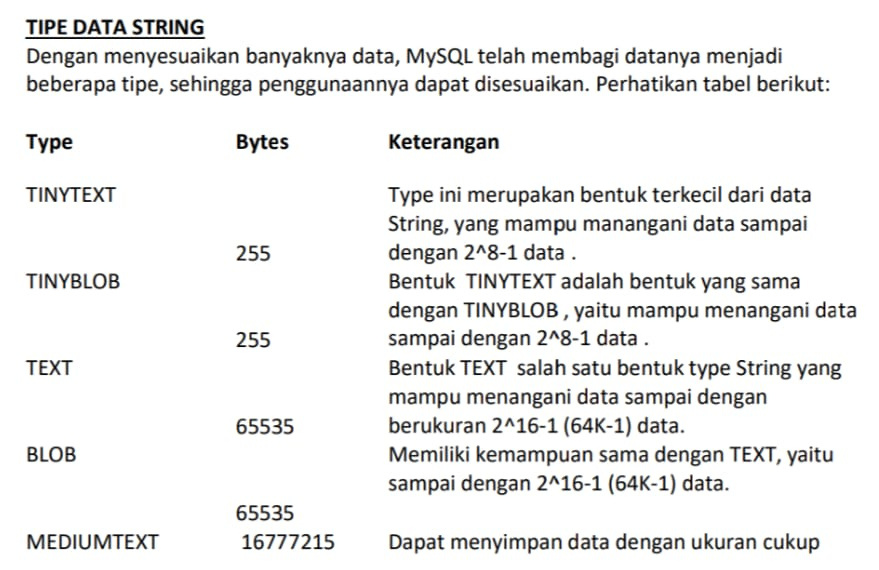 TIPE DATA STRING
Dengan menyesuaikan banyaknya data, MySQL telah membagi datanya menjadi
beberapa tipe, sehingga penggunaannya dapat disesuaikan. Perhatikan tabel berikut:
Type Bytes Keterangan
TINYTEXT Type ini merupakan bentuk terkecil dari data
String, yang mampu manangani data sampai
255 dengan 2^8-1 data .
TINYBLOB Bentuk TINYTEXT adalah bentuk yang sama
dengan TINYBLOB , yaitu mampu menangani data
255 sampai dengan 2^8-1 data .
TEXT Bentuk TEXT salah satu bentuk type String yang
mampu menangani data sampai dengan
65535 berukuran 2^16-1 (64K-1) data.
BLOB Memiliki kemampuan sama dengan TEXT, yaitu
sampai dengan 2^16-1 (64K-1) data.
65535
MEDIUMTEXT 16777215 Dapat menyimpan data dengan ukuran cukup